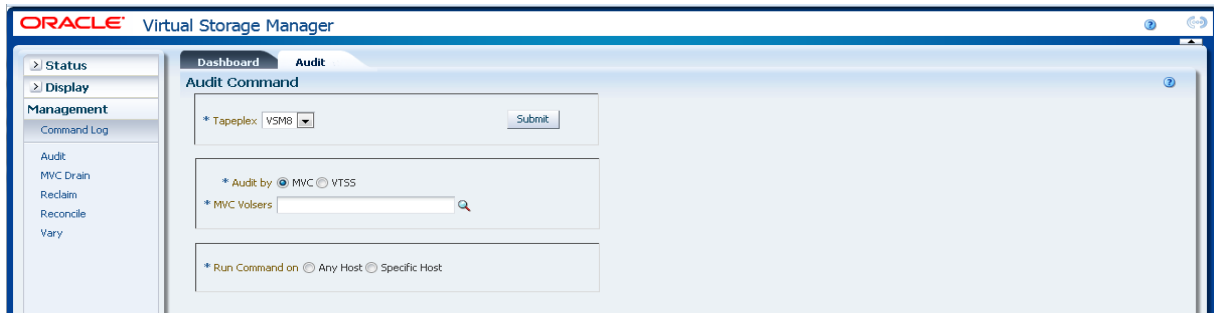 ORACLE Virtual Storage Manager
Status
Display
Management
Command Log
Audit
MVC Drain
Reclaim
Reconcile
Vary
Dashboard Audit
Audit Command
* Tapeplex VSM8 Submit
* Audit by MVC VTSS
* MVC Volsers
* Run Command on Any Host Specific Host